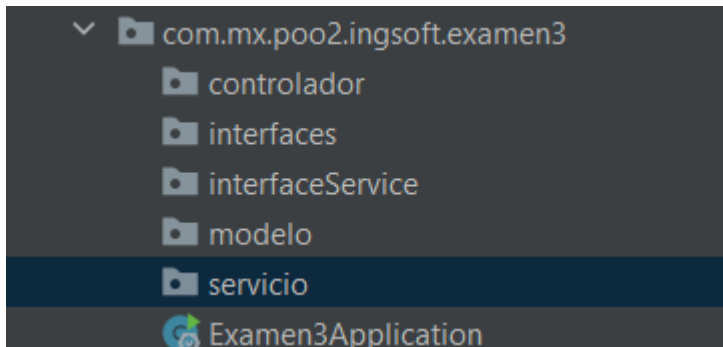 com.mx.poo2.ingsoft.examen3
controlador
interfaces
interfaceService
modelo
servicio
Examen3Application